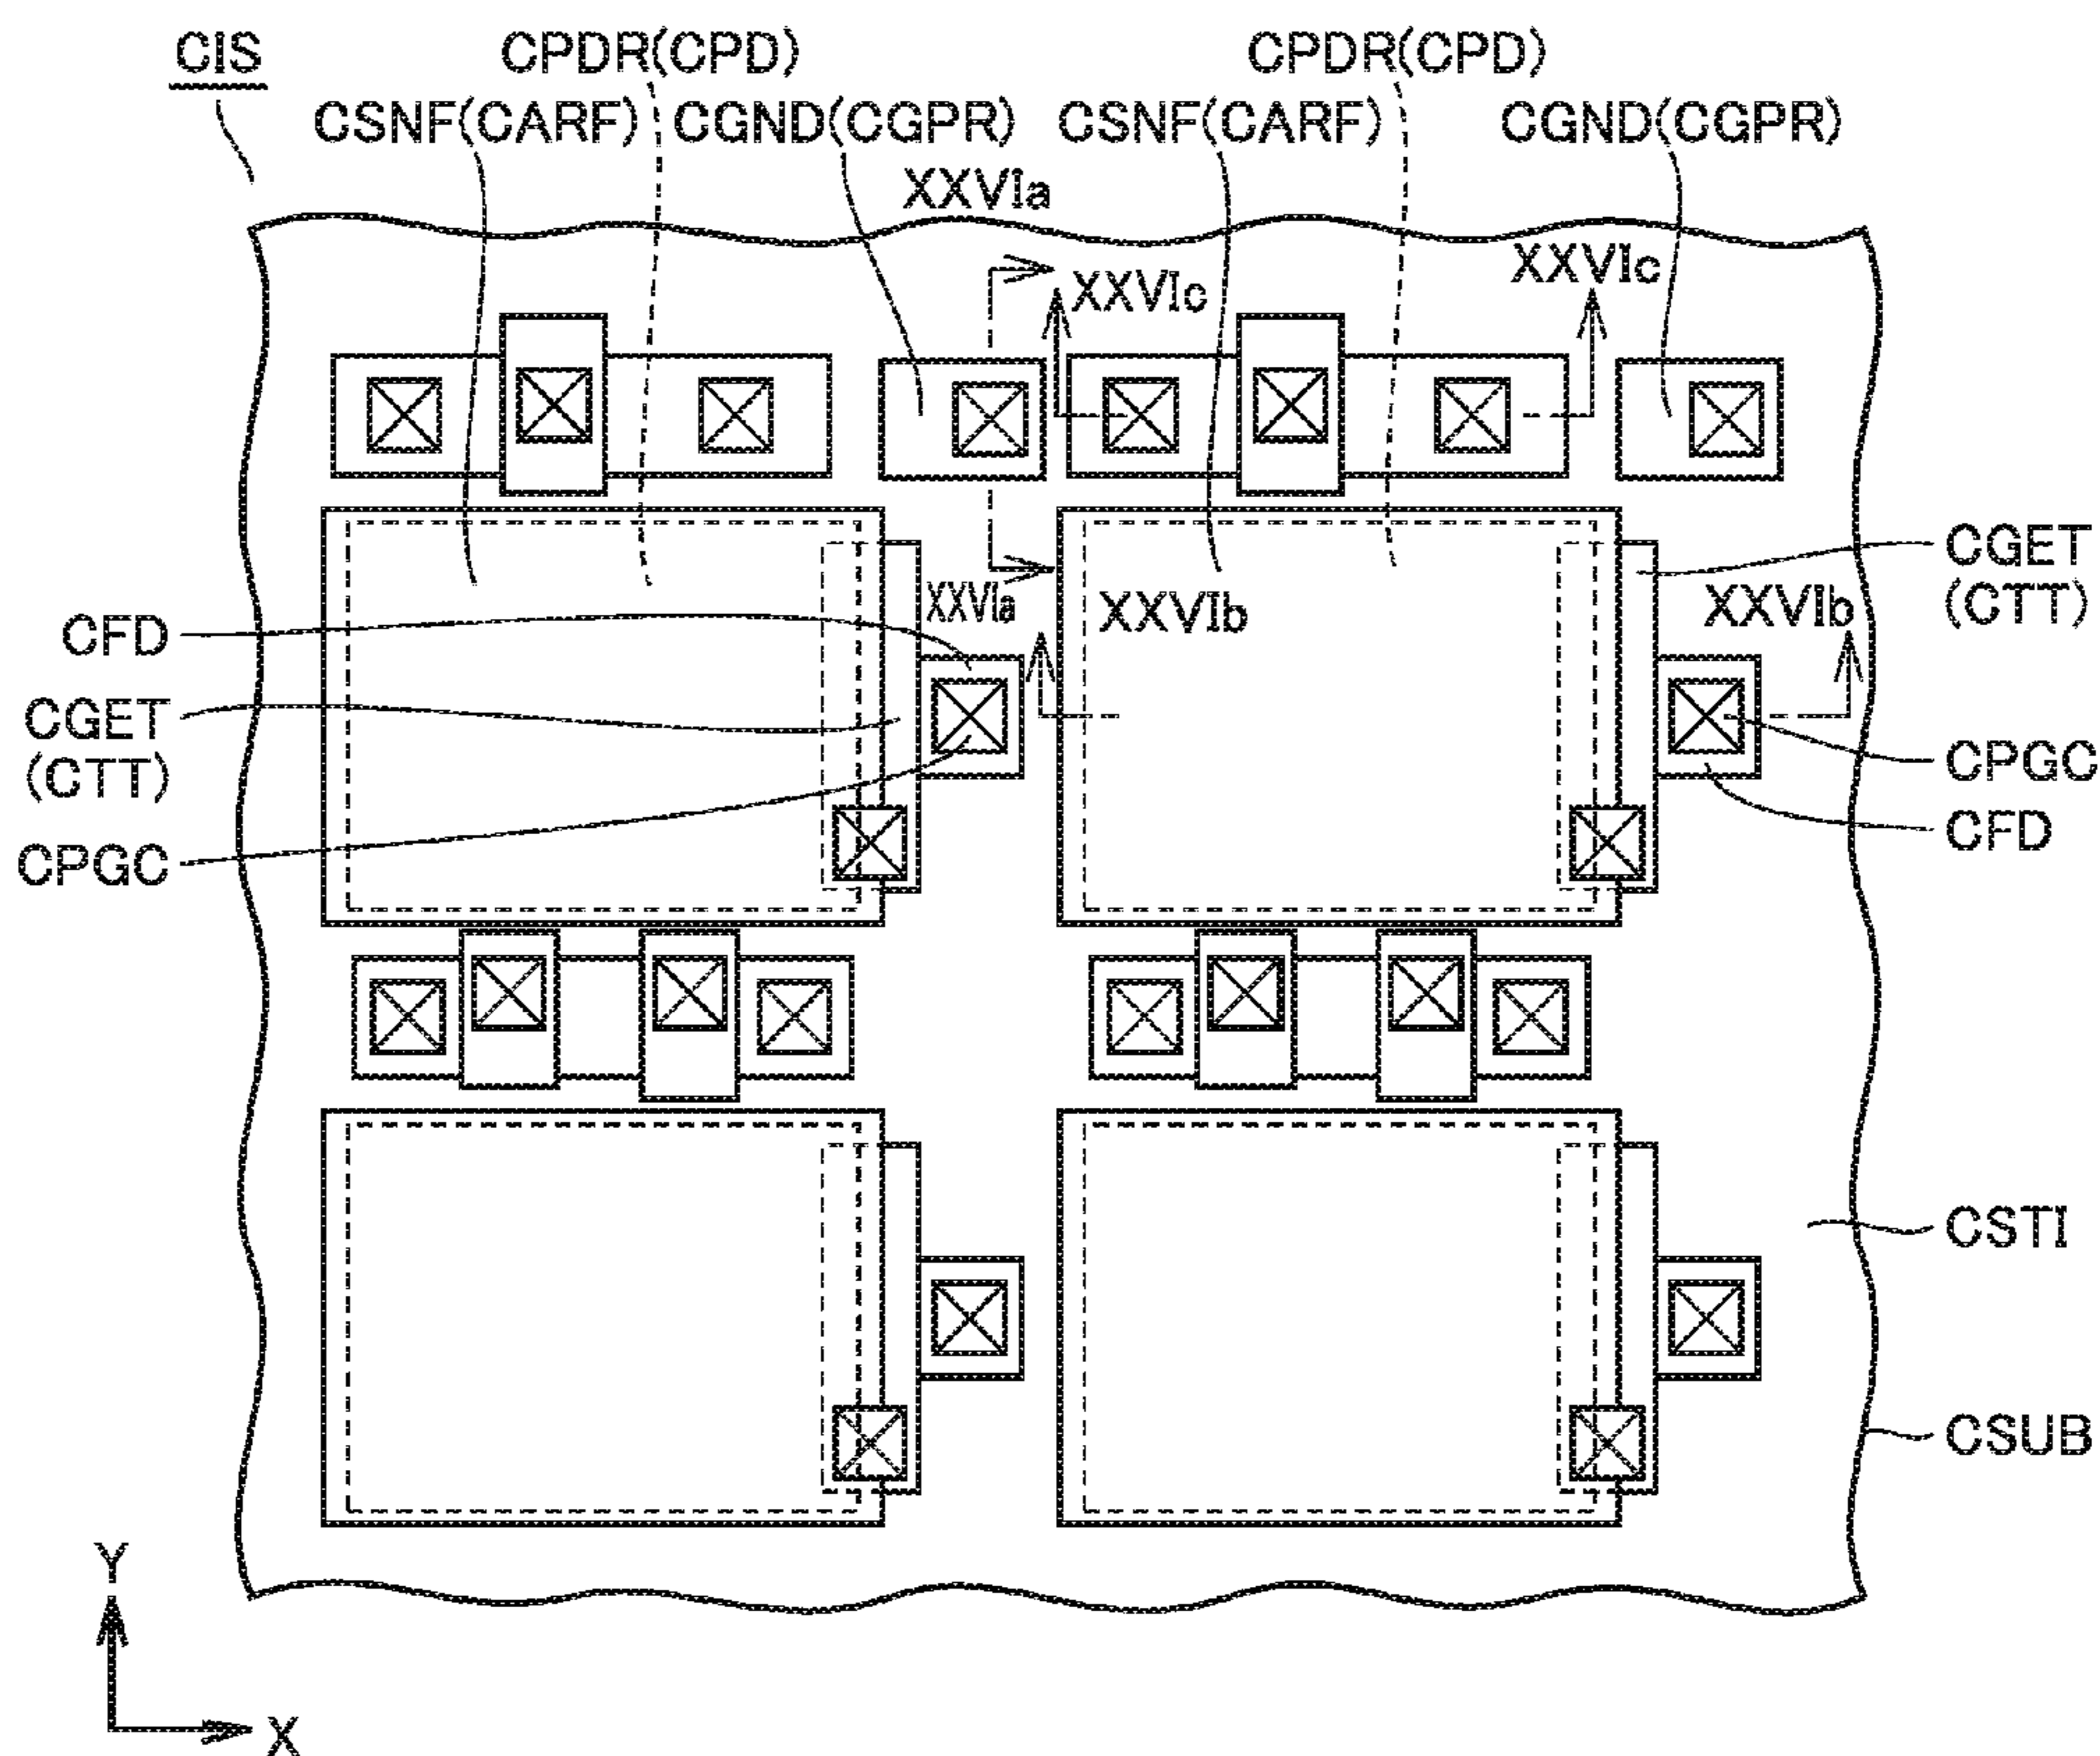 CIS
CPDR(CPD)
CPDR(CPD)
CSNF(CARF)
CGND(CGPR)
CSNF(CARF)
CGND(CGPR)
XXVIa
XXVIc
XXVIc
CGET
(CTT)
XXVIa
XXVIb
XXVIb
CFD
CGET
(CTT)
CPGC
CPGC
CFD
CSTI
CSUB
Y
X